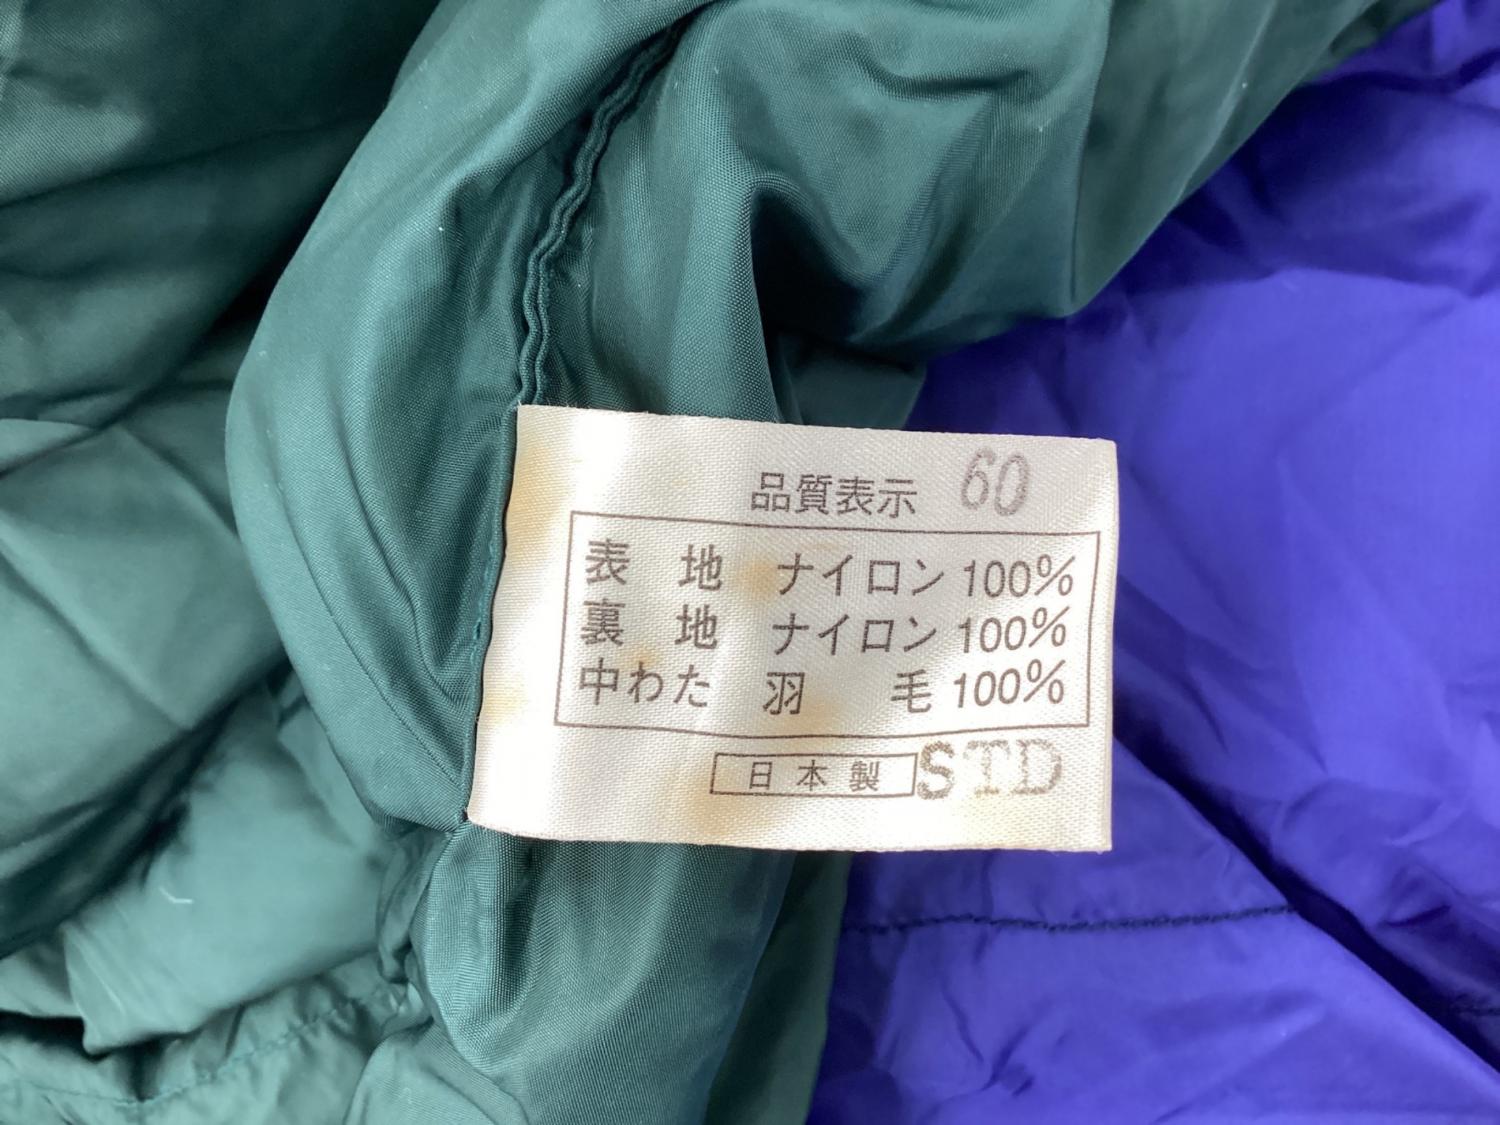 品質表示 60
表地 ナイロン 100%
裏地 ナイロン 100%
中わた 羽毛 100%
日本製 STD